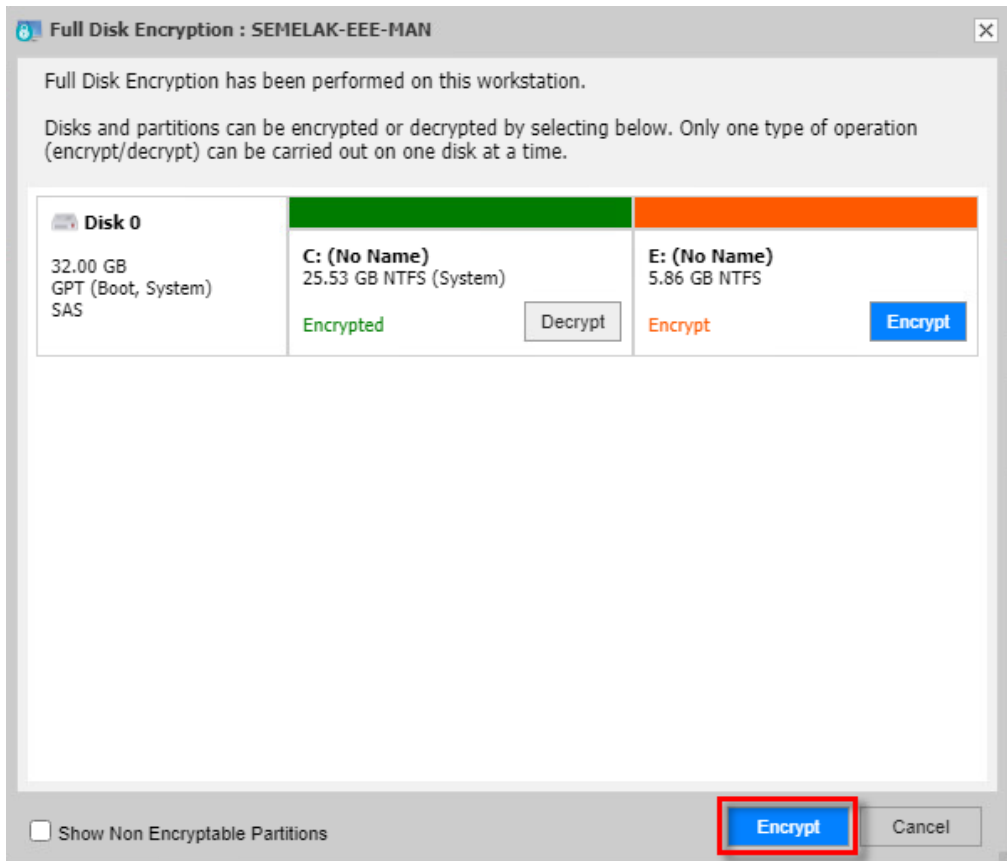 Full Disk Encryption : SEMELAK-EEE-MAN
Full Disk Encryption has been performed on this workstation.
Disks and partitions can be encrypted or decrypted by selecting below. Only one type of operation
(encrypt/decrypt) can be carried out on one disk at a time.
Disk 0
32.00 GB
GPT (Boot, System)
SAS
C: (No Name)
25.53 GB NTFS (System)
Encrypted
Decrypt
E: (No Name)
5.86 GB NTFS
Encrypt
Encrypt
Show Non Encryptable Partitions
Encrypt
Cancel